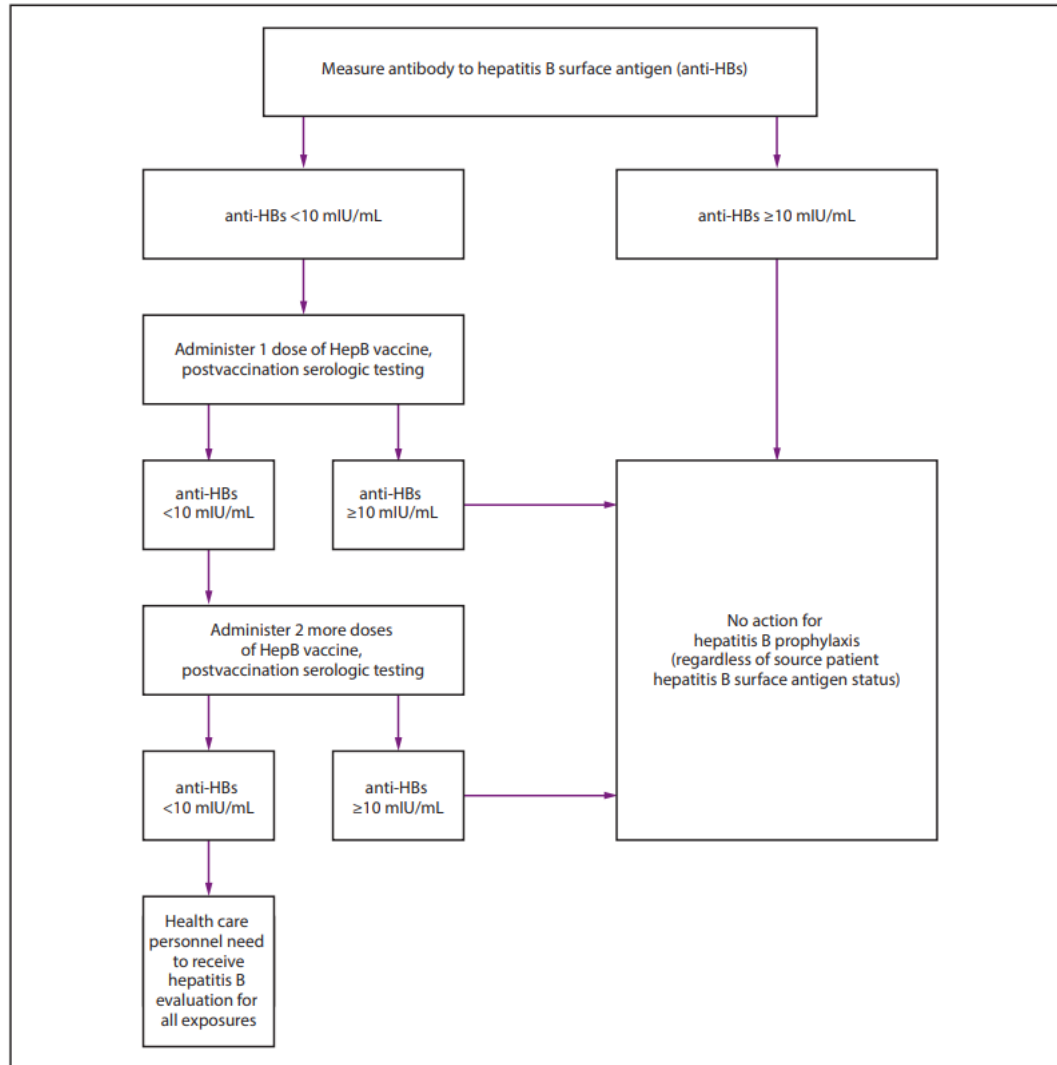 Measure antibody to hepatitis B surface antigen (anti-HBs)
anti-HBs <10 mIU/mL
anti-HBs ≥10 mIU/mL
Administer 1 dose of HepB vaccine,
postvaccination serologic testing
anti-HBs
<10 mIU/mL
anti-HBs
≥10 mIU/mL
Administer 2 more doses
of HepB vaccine,
postvaccination serologic testing
No action for
hepatitis B prophylaxis
(regardless of source patient
hepatitis B surface antigen status)
anti-HBs
<10 mIU/mL
anti-HBs
≥10 mIU/mL
Health care
personnel need
to receive
hepatitis B
evaluation for
all exposures